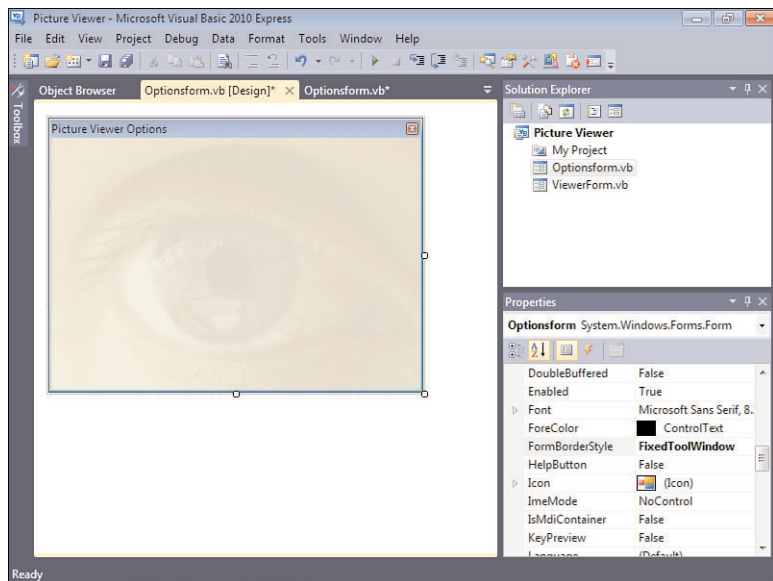 Picture Viewer - Microsoft Visual Basic 2010 Express
File Edit View Project Debug Data Format Tools Window Help
Toolbox
Object Browser Optionsform.vb [Design]* Optionsform.vb*
Picture Viewer Options
Solution Explorer
Picture Viewer
My Project
Optionsform.vb
ViewerForm.vb
Properties
Optionsform System.Windows.Forms.Form
DoubleBuffered False
Enabled True
Font Microsoft Sans Serif, 8..
ForeColor ControlText
FormBorderStyle FixedToolWindow
HelpButton False
Icon (Icon)
ImeMode NoControl
IsMdiContainer False
KeyPreview False
Language (Default)
Ready